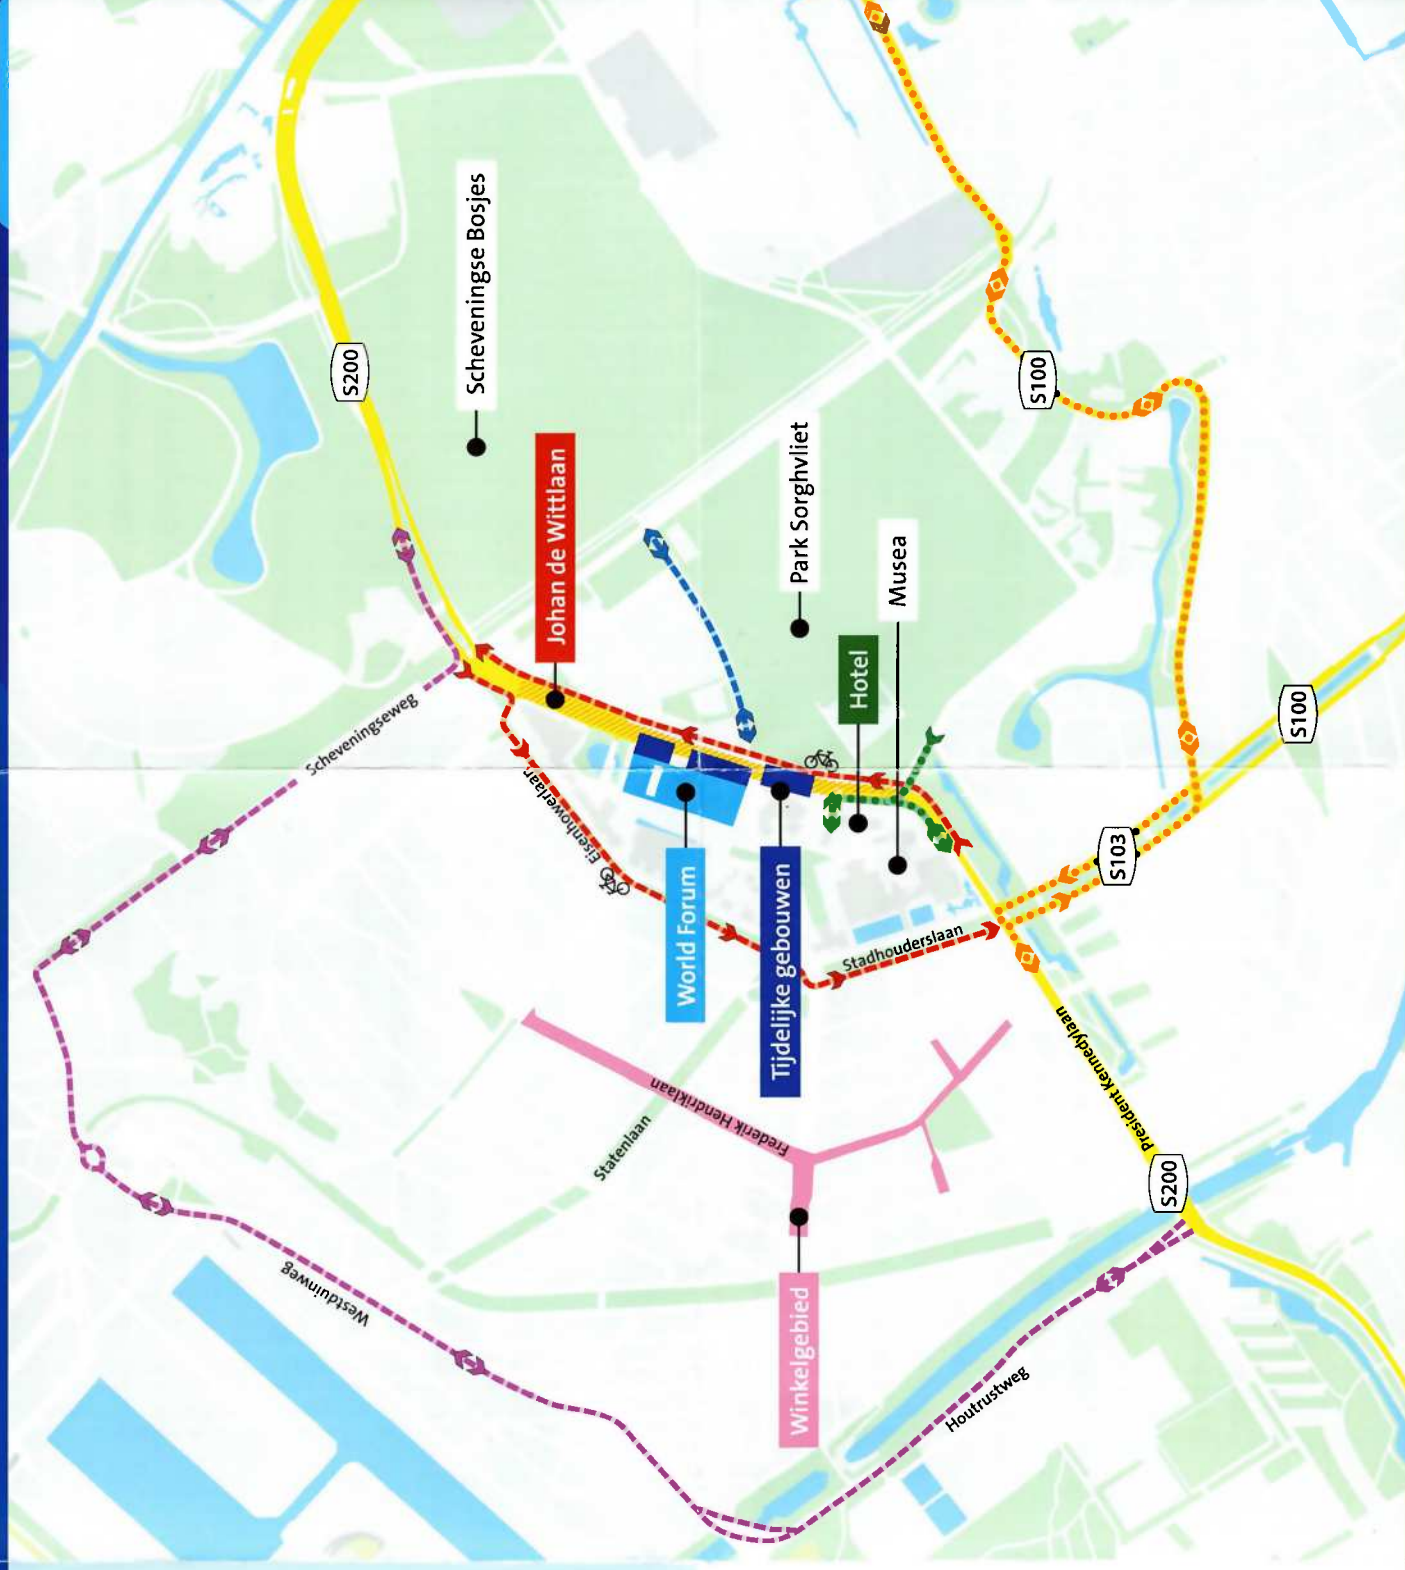 S200
Scheveningse Bosjes
S100
Johan de Wittlaan
Park Sorghvliet
Musea
Hotel
Scheveningseweg
S100
Eisenhowerlaan
S103
World Forum
Tijdelijke gebouwen
Stadhouderslaan
President Kennedylaan
Frederik Hendriklaan
Statenlaan
S200
Westduinweg
Winkelgebied
Houtrustweg